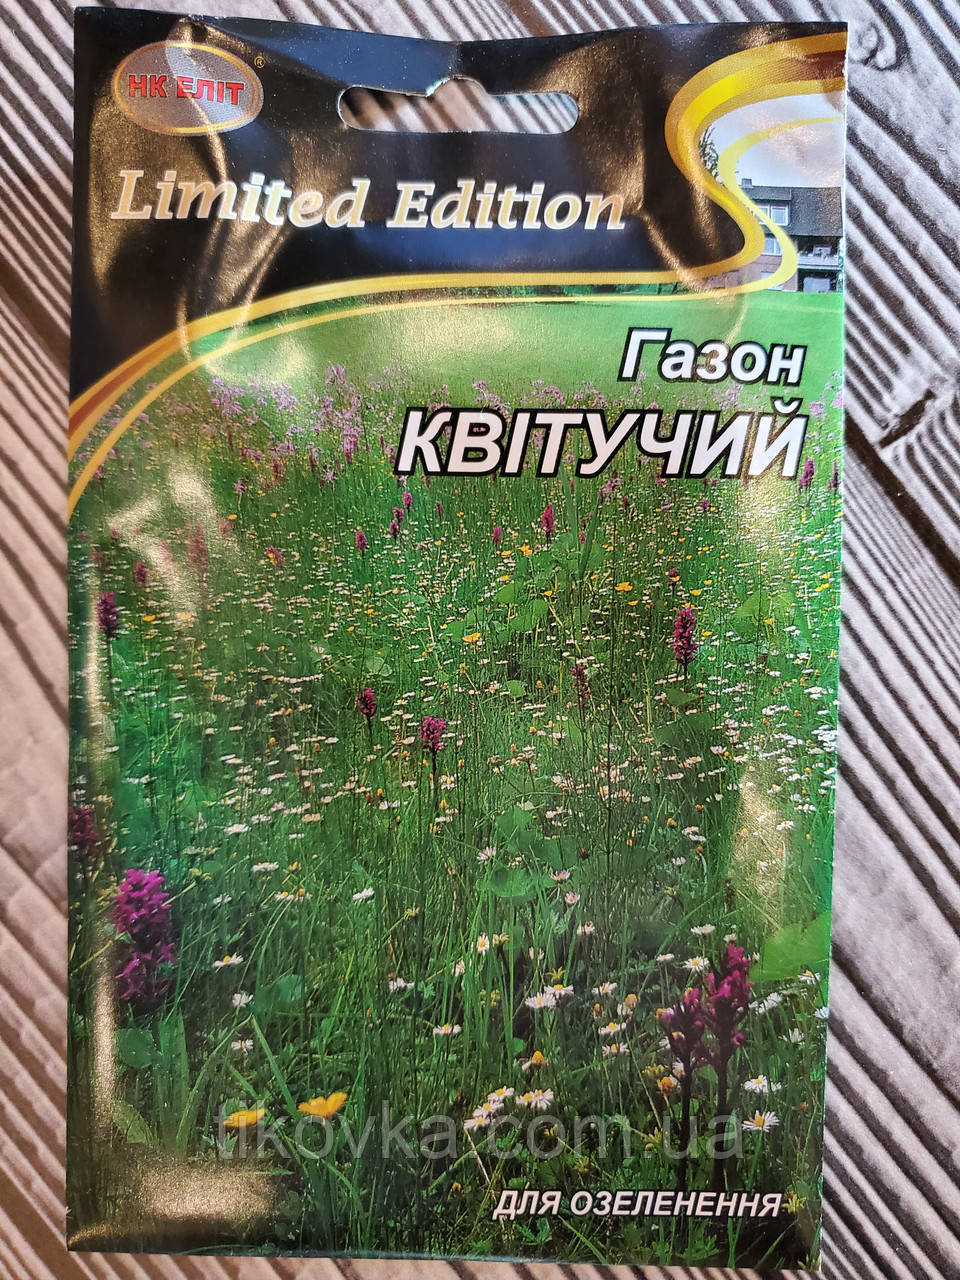 НК ЕЛІТ
®
Limited Edition
Газон
КВІТУЧИЙ
tikovka.com.ua
ДЛЯ ОЗЕЛЕНЕННЯ